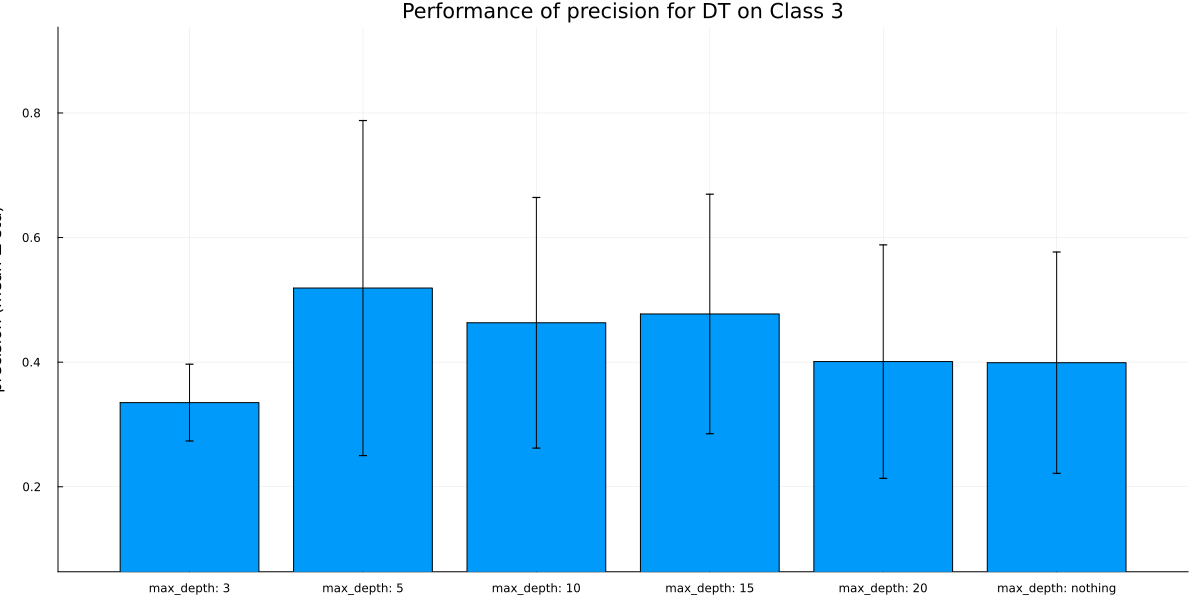 Performance of precision for DT on Class 3
0.8
0.6
0.4
0.2
max_depth: 3
max_depth: 5
max_depth: 10
max_depth: 15
max_depth: 20
max_depth: nothing